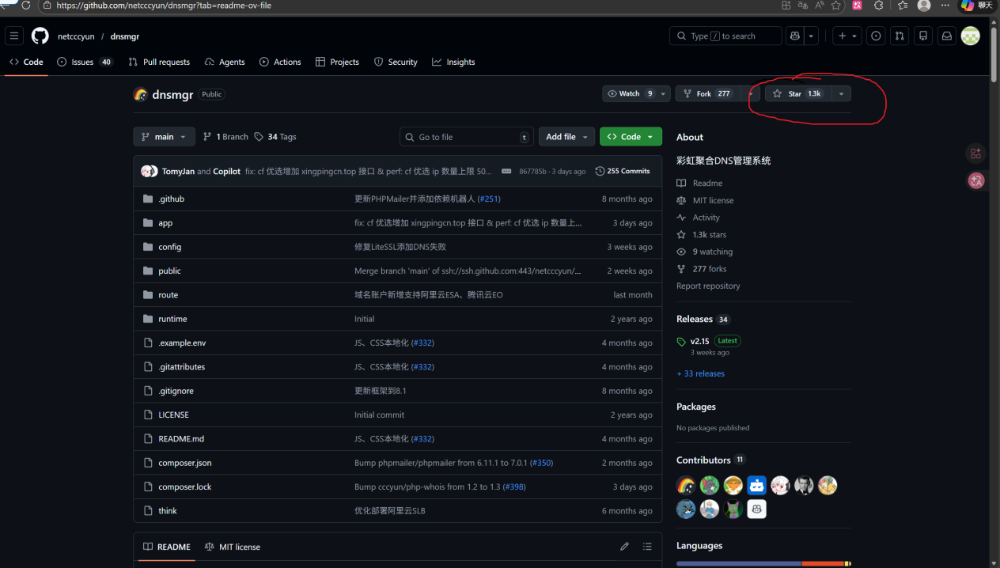 https://github.com/netcccyun/dnsmgr?tab=readme-ov-file
聊天
netcccyun / dnsmgr
Type / to search
Code Issues 40 Pull requests Agents Actions Projects Security Insights
dnsmgr Public
Watch 9 Fork 277 Star 1.3k
main 1 Branch 34 Tags Go to file t Add file Code
TomyJan and Copilot fix: cf 优选增加 xingpingcn.top 接口 & perf: cf 优选 ip 数量上限 50... 867785b · 3 days ago 255 Commits
.github 更新PHPMailer并添加依赖机器人 (#251) 8 months ago
app fix: cf 优选增加 xingpingcn.top 接口 & perf: cf 优选 ip 数量上... 3 days ago
config 修复LiteSSL添加DNS失败 3 weeks ago
public Merge branch 'main' of ssh://ssh.github.com:443/netcccyun/... 2 weeks ago
route 域名账户新增支持阿里云ESA、腾讯云EO last month
runtime Initial 2 years ago
.example.env JS、CSS本地化 (#332) 4 months ago
.gitattributes JS、CSS本地化 (#332) 4 months ago
.gitignore 更新框架到8.1 8 months ago
LICENSE Initial commit 2 years ago
README.md JS、CSS本地化 (#332) 4 months ago
composer.json Bump phpmailer/phpmailer from 6.11.1 to 7.0.1 (#350) 2 months ago
composer.lock Bump cccyun/php-whois from 1.2 to 1.3 (#398) 3 days ago
think 优化部署阿里云SLB 6 months ago
README MIT license
About
彩虹聚合DNS管理系统
Readme
MIT license
Activity
1.3k stars
9 watching
277 forks
Report repository
Releases 34
v2.15 Latest
3 weeks ago
+ 33 releases
Packages
No packages published
Contributors 11
Languages